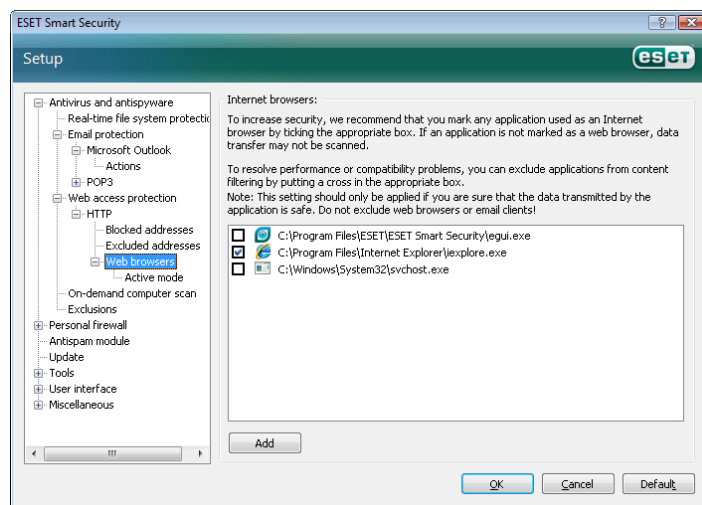 ESET Smart Security
Setup
eseT
Antivirus and antispyware
Real-time file system protectic
Email protection
Microsoft Outlook
Actions
POP3
Web access protection
HTTP
Blocked addresses
Excluded addresses
Web browsers
Active mode
On-demand computer scan
Exclusions
Personal firewall
Antispam module
Update
Tools
User interface
Miscellaneous
Internet browsers:
To increase security, we recommend that you mark any application used as an Internet
browser by ticking the appropriate box. If an application is not marked as a web browser, data
transfer may not be scanned.
To resolve performance or compatibility problems, you can exclude applications from content
filtering by putting a cross in the appropriate box.
Note: This setting should only be applied if you are sure that the data transmitted by the
application is safe. Do not exclude web browsers or email clients!
C:\Program Files\ESET\ESET Smart Security\egui.exe
C:\Program Files\Internet Explorer\iexplore.exe
C:\Windows\System32\svchost.exe
Add
OK
Cancel
Default